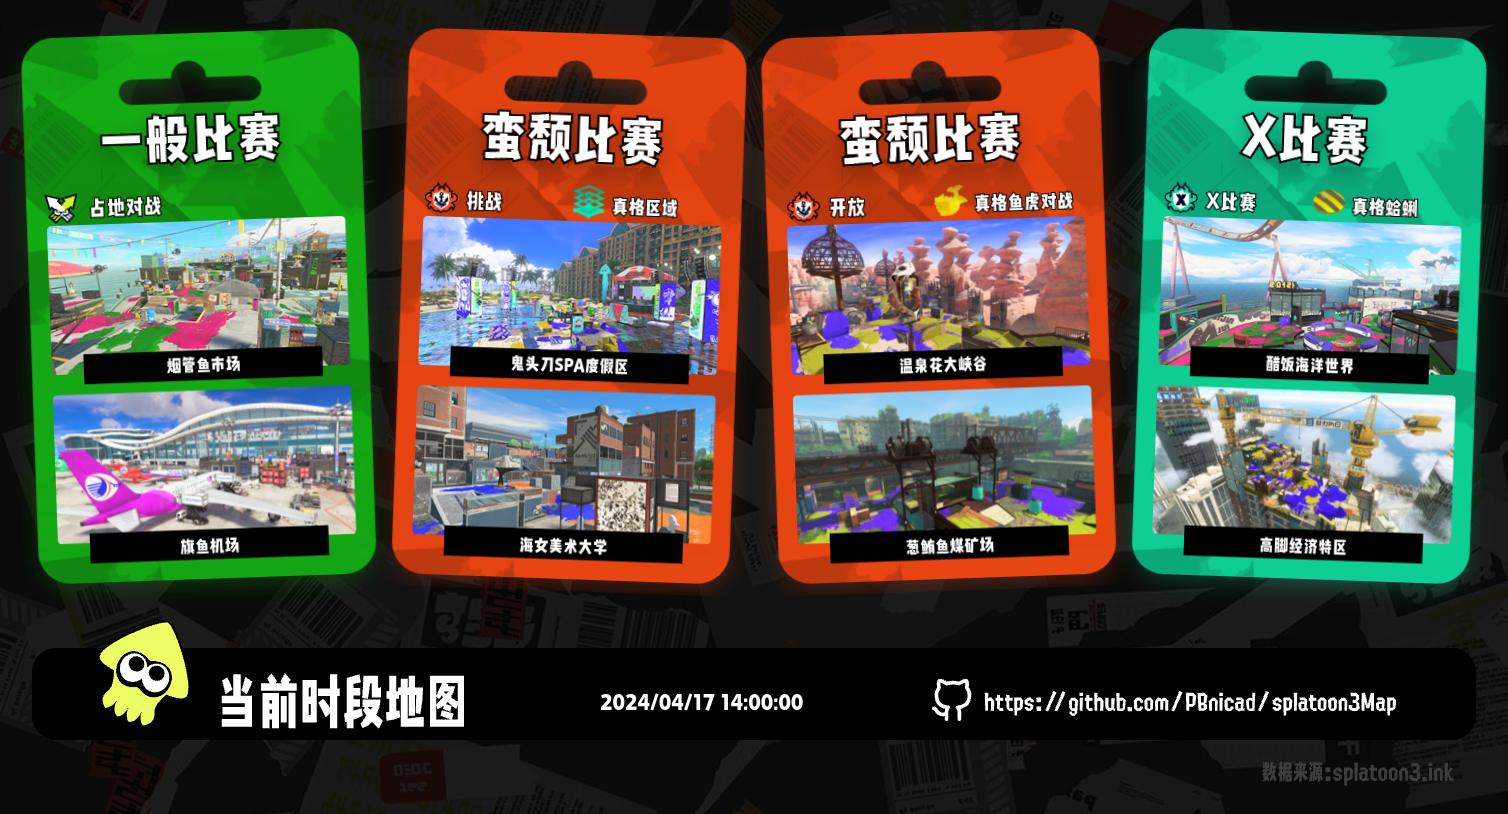 一般比赛
占地对战
烟管鱼市场
旗鱼机场
蛮颓比赛
挑战
真格区域
鬼头刀SPA度假区
海女美术大学
蛮颓比赛
开放
真格鱼虎对战
温泉花大峡谷
葱鲔鱼煤矿场
X比赛
X比赛
真格蛤蜊
醋饭海洋世界
高脚经济特区
当前时段地图
2024/04/17 14:00:00
https://github.com/PBnicad/splatoon3Map
数据来源:splatoon3.ink